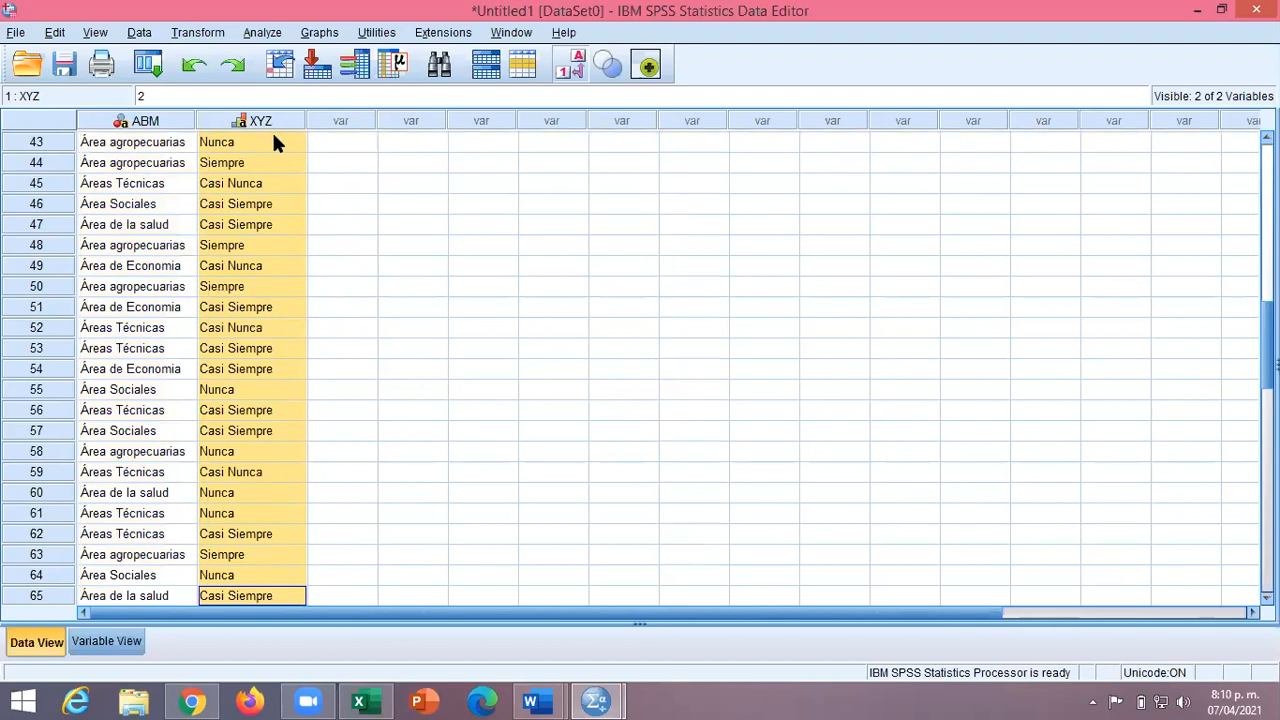 *Untitled1 [DataSet0] - IBM SPSS Statistics Data Editor
File Edit View Data Transform Analyze Graphs Utilities Extensions Window Help
1 : XYZ 2 Visible: 2 of 2 Variables
ABM XYZ var var var var var var var var var var var var var va
43 Área agropecuarias Nunca
44 Área agropecuarias Siempre
45 Áreas Técnicas Casi Nunca
46 Área Sociales Casi Siempre
47 Área de la salud Casi Siempre
48 Área agropecuarias Siempre
49 Área de Economia Casi Nunca
50 Área agropecuarias Siempre
51 Área de Economia Casi Siempre
52 Áreas Técnicas Casi Nunca
53 Áreas Técnicas Casi Siempre
54 Área de Economia Casi Siempre
55 Área Sociales Nunca
56 Áreas Técnicas Casi Siempre
57 Área Sociales Casi Siempre
58 Área agropecuarias Nunca
59 Áreas Técnicas Casi Nunca
60 Área de la salud Nunca
61 Áreas Técnicas Nunca
62 Áreas Técnicas Casi Siempre
63 Área agropecuarias Siempre
64 Área Sociales Nunca
65 Área de la salud Casi Siempre
Data View Variable View
IBM SPSS Statistics Processor is ready Unicode:ON
8:10 p. m.
07/04/2021